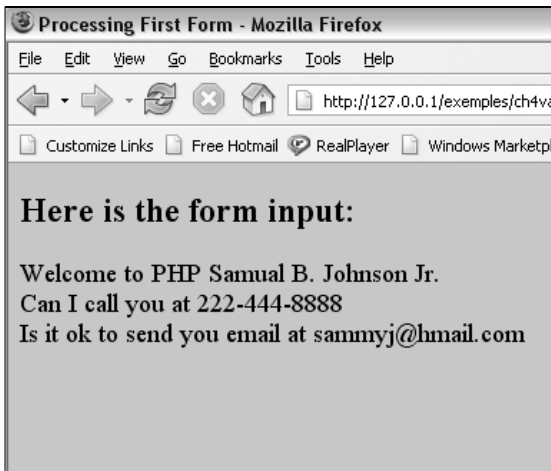 Processing First Form - Mozilla Firefox
File Edit View Go Bookmarks Tools Help
http://127.0.0.1/exemples/ch4va
Customize Links Free Hotmail RealPlayer Windows Marketpl
Here is the form input:
Welcome to PHP Samual B. Johnson Jr.
Can I call you at 222-444-8888
Is it ok to send you email at sammyj@hmail.com